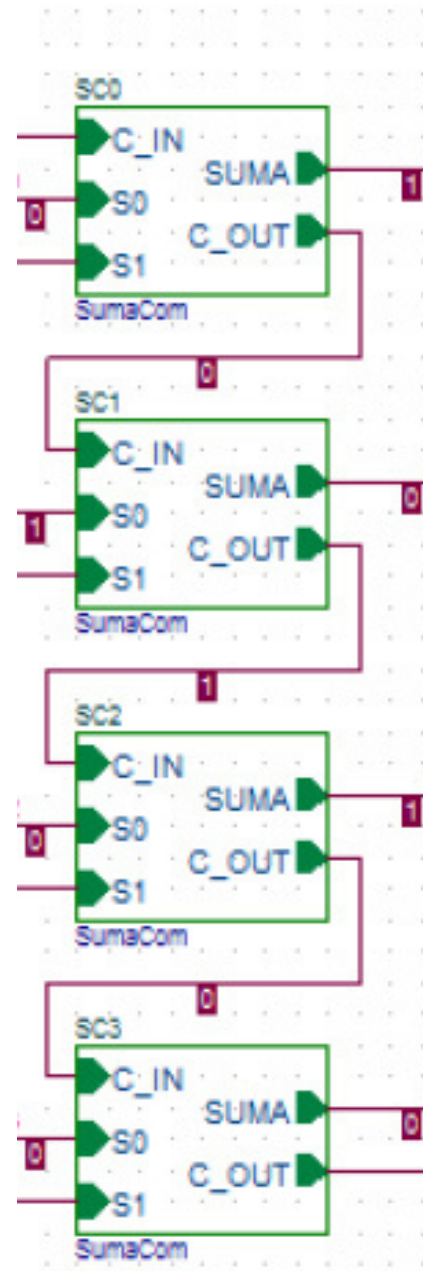 SC0
C_IN
SUMA
1
0
S0
C_OUT
S1
SumaCom
0
SC1
C_IN
SUMA
0
1
S0
C_OUT
S1
SumaCom
1
SC2
C_IN
SUMA
1
0
S0
C_OUT
S1
SumaCom
0
SC3
C_IN
SUMA
0
0
S0
C_OUT
S1
SumaCom